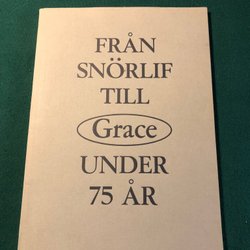 FRÅN
SNÖRLIF
TILL
Grace
UNDER
75 ÅR